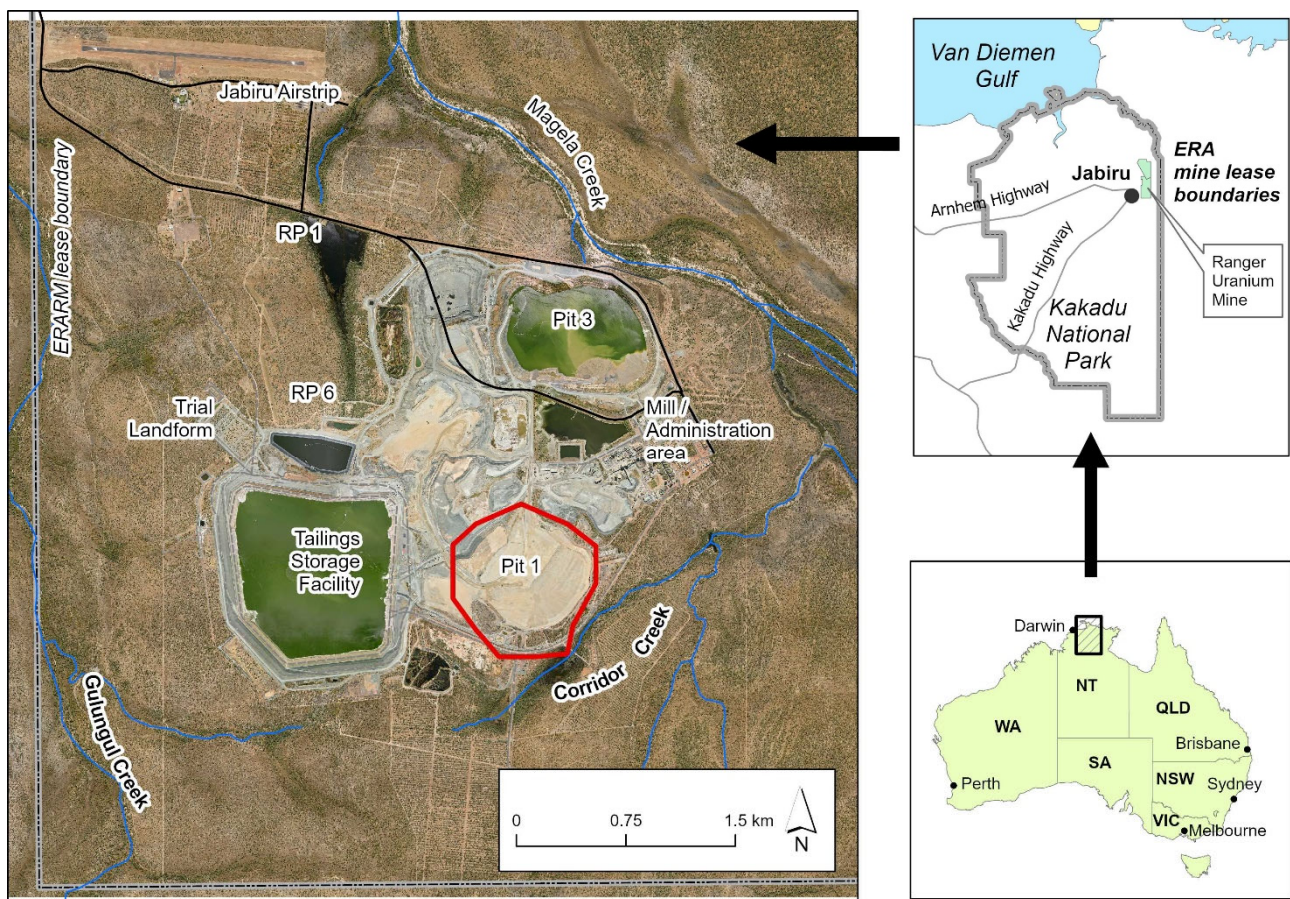 Jabiru Airstrip
Magela Creek
ERARM lease boundary
RP 1
Pit 3
RP 6
Trial
Landform
Mill /
Administration
area
Tailings
Storage
Facility
Pit 1
Corridor Creek
Gulungul Creek
0 0.75 1.5 km
N
Van Diemen
Gulf
ERA
mine lease
boundaries
Jabiru
Arnhem Highway
Kakadu Highway
Ranger
Uranium
Mine
Kakadu
National
Park
Darwin
NT
QLD
WA
Brisbane
SA
NSW
Perth
Sydney
VIC
Melbourne